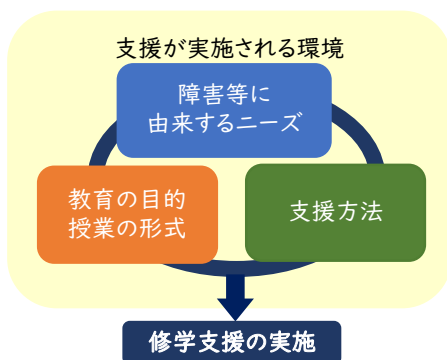 支援が実施される環境
障害等に
由来するニーズ
教育の目的
授業の形式
支援方法
修学支援の実施